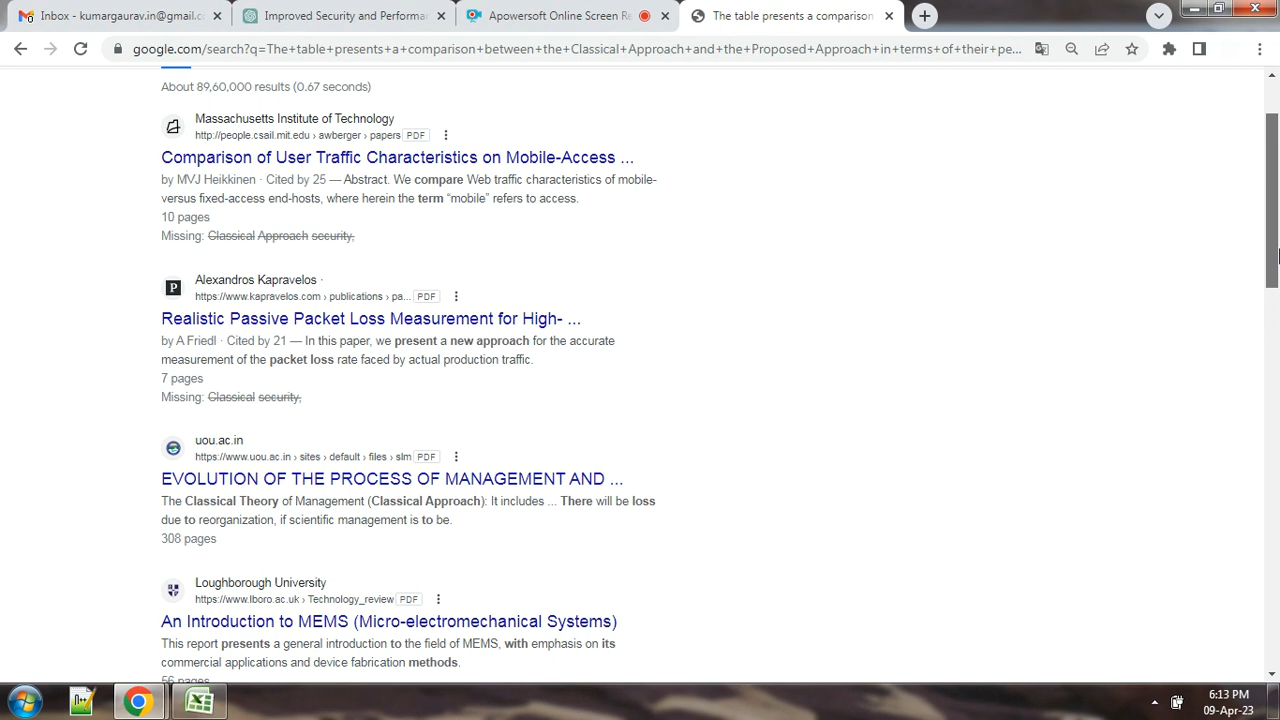 Inbox - kumargaurav.in@gmail.c
Improved Security and Performa
Apowersoft Online Screen Re
The table presents a comparison
google.com/search?q=The+table+presents+a+comparison+between+the+Classical+Approach+and+the+Proposed+Approach+in+terms+of+their+pe...
About 89,60,000 results (0.67 seconds)
Massachusetts Institute of Technology
http://people.csail.mit.edu › awberger › papers PDF
Comparison of User Traffic Characteristics on Mobile-Access ...
by MVJ Heikkinen · Cited by 25 — Abstract. We compare Web traffic characteristics of mobile-
versus fixed-access end-hosts, where herein the term “mobile” refers to access.
10 pages
Missing: Classical Approach security,
Alexandros Kapravelos ·
https://www.kapravelos.com › publications › pa... PDF
Realistic Passive Packet Loss Measurement for High- ...
by A Friedl · Cited by 21 — In this paper, we present a new approach for the accurate
measurement of the packet loss rate faced by actual production traffic.
7 pages
Missing: Classical security,
uou.ac.in
https://www.uou.ac.in › sites › default › files › slm PDF
EVOLUTION OF THE PROCESS OF MANAGEMENT AND ...
The Classical Theory of Management (Classical Approach): It includes ... There will be loss
due to reorganization, if scientific management is to be.
308 pages
Loughborough University
https://www.lboro.ac.uk › Technology_review PDF
An Introduction to MEMS (Micro-electromechanical Systems)
This report presents a general introduction to the field of MEMS, with emphasis on its
commercial applications and device fabrication methods.
56 pages
6:13 PM
09-Apr-23